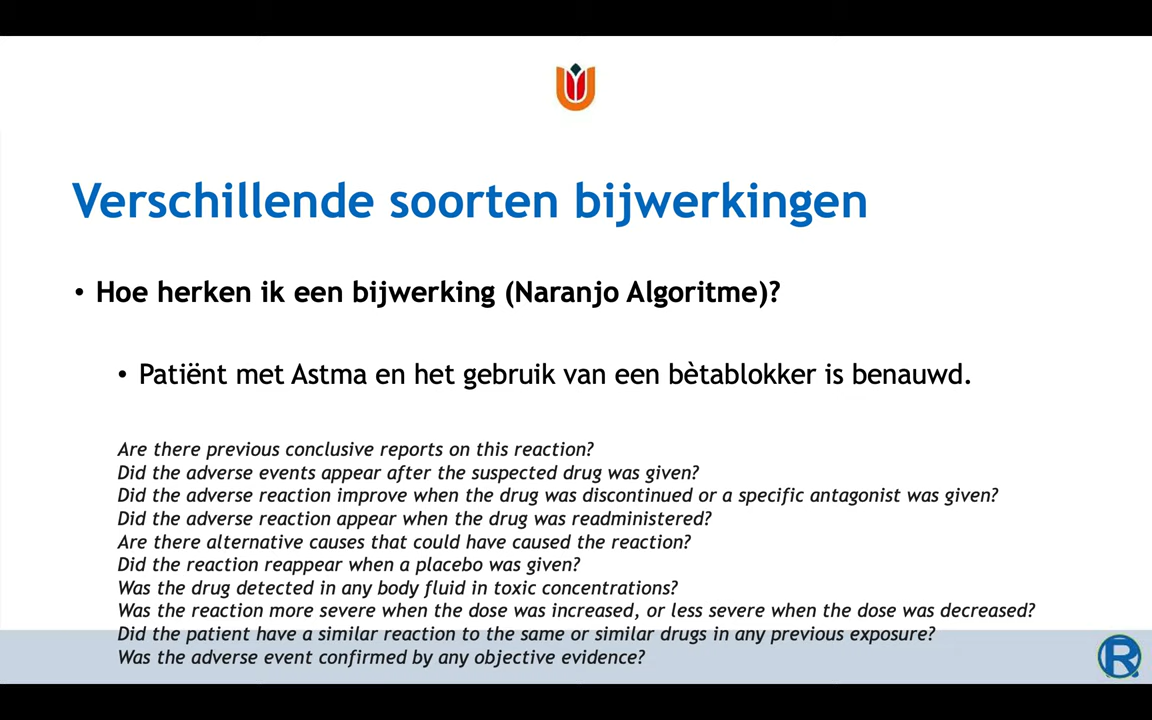 Verschillende soorten bijwerkingen
• Hoe herken ik een bijwerking (Naranjo Algoritme)?
• Patiënt met Astma en het gebruik van een bètablokker is benauwd.
Are there previous conclusive reports on this reaction?
Did the adverse events appear after the suspected drug was given?
Did the adverse reaction improve when the drug was discontinued or a specific antagonist was given?
Did the adverse reaction appear when the drug was readministered?
Are there alternative causes that could have caused the reaction?
Did the reaction reappear when a placebo was given?
Was the drug detected in any body fluid in toxic concentrations?
Was the reaction more severe when the dose was increased, or less severe when the dose was decreased?
Did the patient have a similar reaction to the same or similar drugs in any previous exposure?
Was the adverse event confirmed by any objective evidence?
R